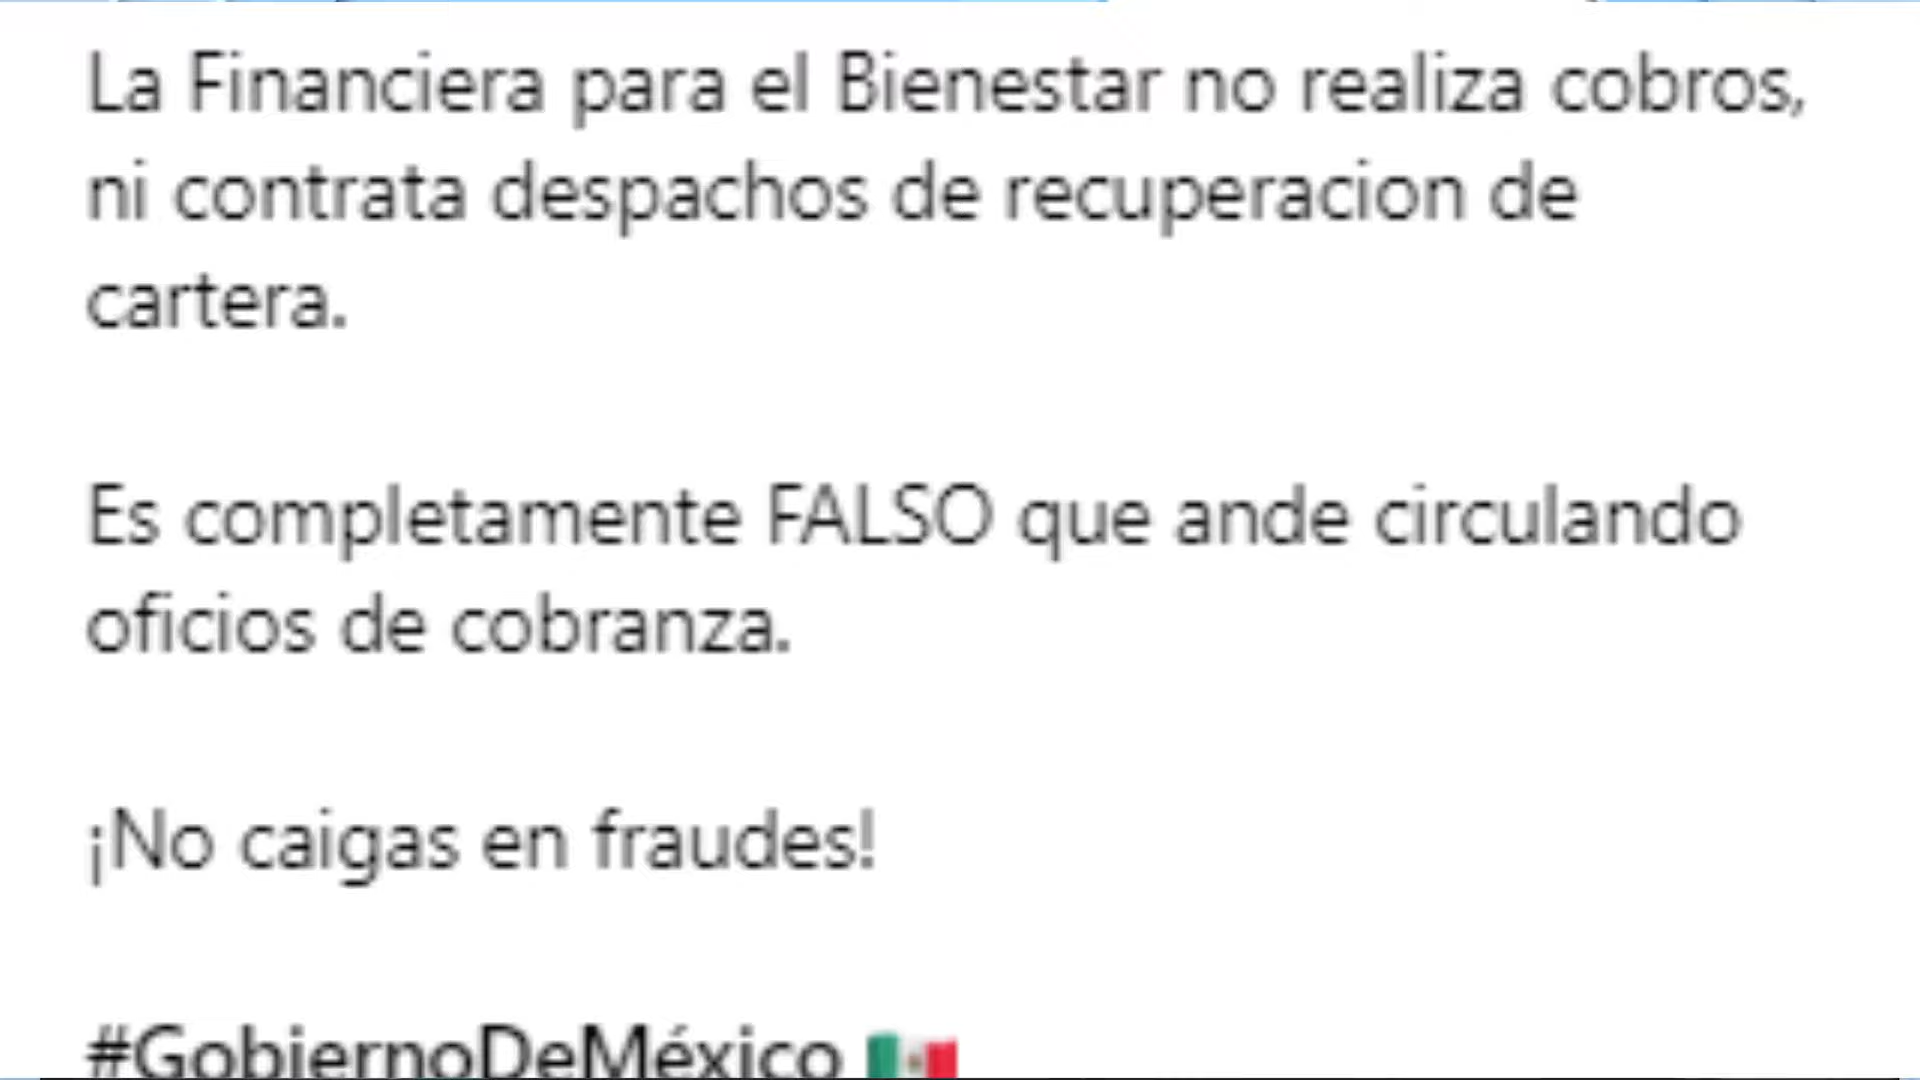 La Financiera para el Bienestar no realiza cobros,
ni contrata despachos de recuperacion de
cartera.
Es completamente FALSO que ande circulando
oficios de cobranza.
¡No caigas en fraudes!
#GobiernoDeMéxico 🇲🇽